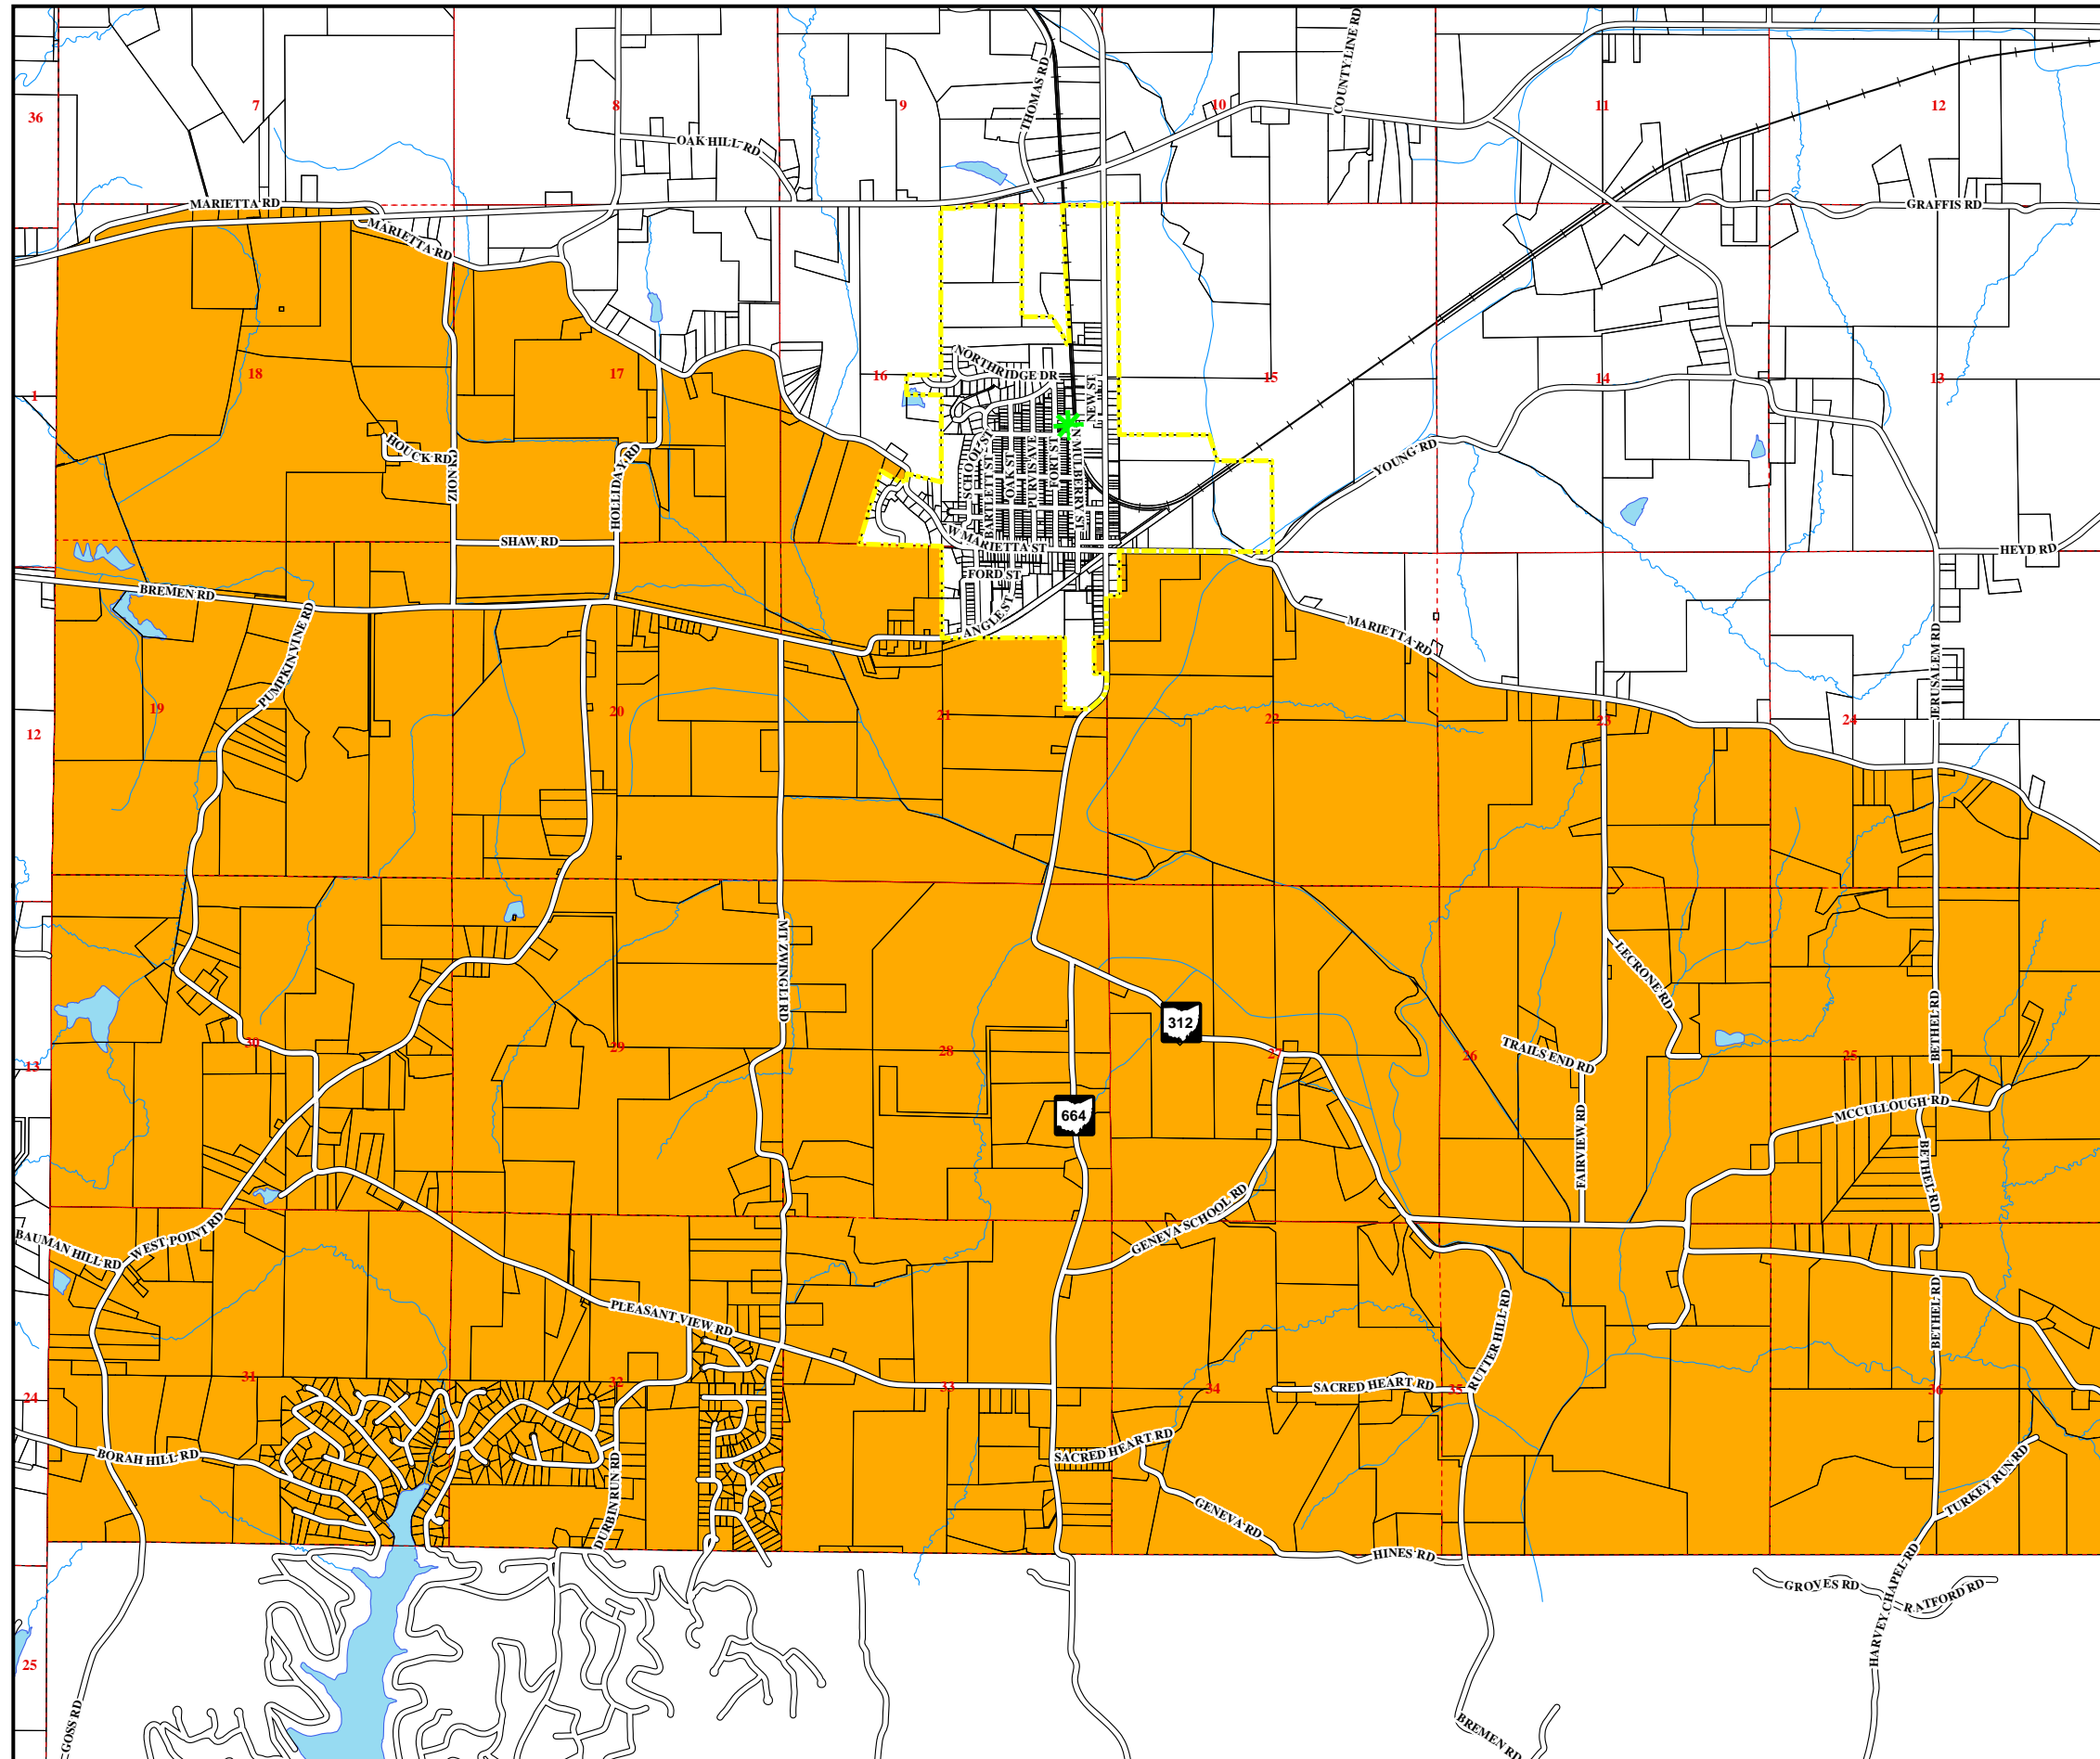 COUNTY LINE RD
THOMAS RD
36
7
8
9
10
11
12
OAK HILL RD
MARIETTA RD
GRAFFIS RD
MARIETTA RD
18
17
16
15
14
13
1
NORTHRIDGE DR
NEW ST
HOUCK RD
ZION RD
HOLLIDAY RD
SCHOOL ST
BARTLETT ST
OAK ST
PURVIS AVE
FORT ST
N MULBERRY ST
YOUNG RD
SHAW RD
W MARIETTA ST
HEYD RD
FORD ST
BREMEN RD
ANGLE ST
PUMPKIN VINE RD
MARIETTA RD
JERUSALEM RD
19
20
21
22
23
24
12
MT ZWINGLI RD
LECRONE RD
BETHEL RD
312
30
29
28
27
26
25
13
TRAILS END RD
664
MCCULLOUGH RD
FAIRVIEW RD
BETHEL RD
GENEVA SCHOOL RD
WEST POINT RD
BAUMAN HILL RD
PLEASANT VIEW RD
RUTTER HILL RD
BETHEL RD
31
32
33
34
35
36
24
SACRED HEART RD
BORAH HILL RD
SACRED HEART RD
DURBIN RUN RD
TURKEY RUN RD
GENEVA RD
HINES RD
GROVES RD
RATFORD RD
HARVEY CHAPEL RD
25
GOSS RD
BREMEN RD